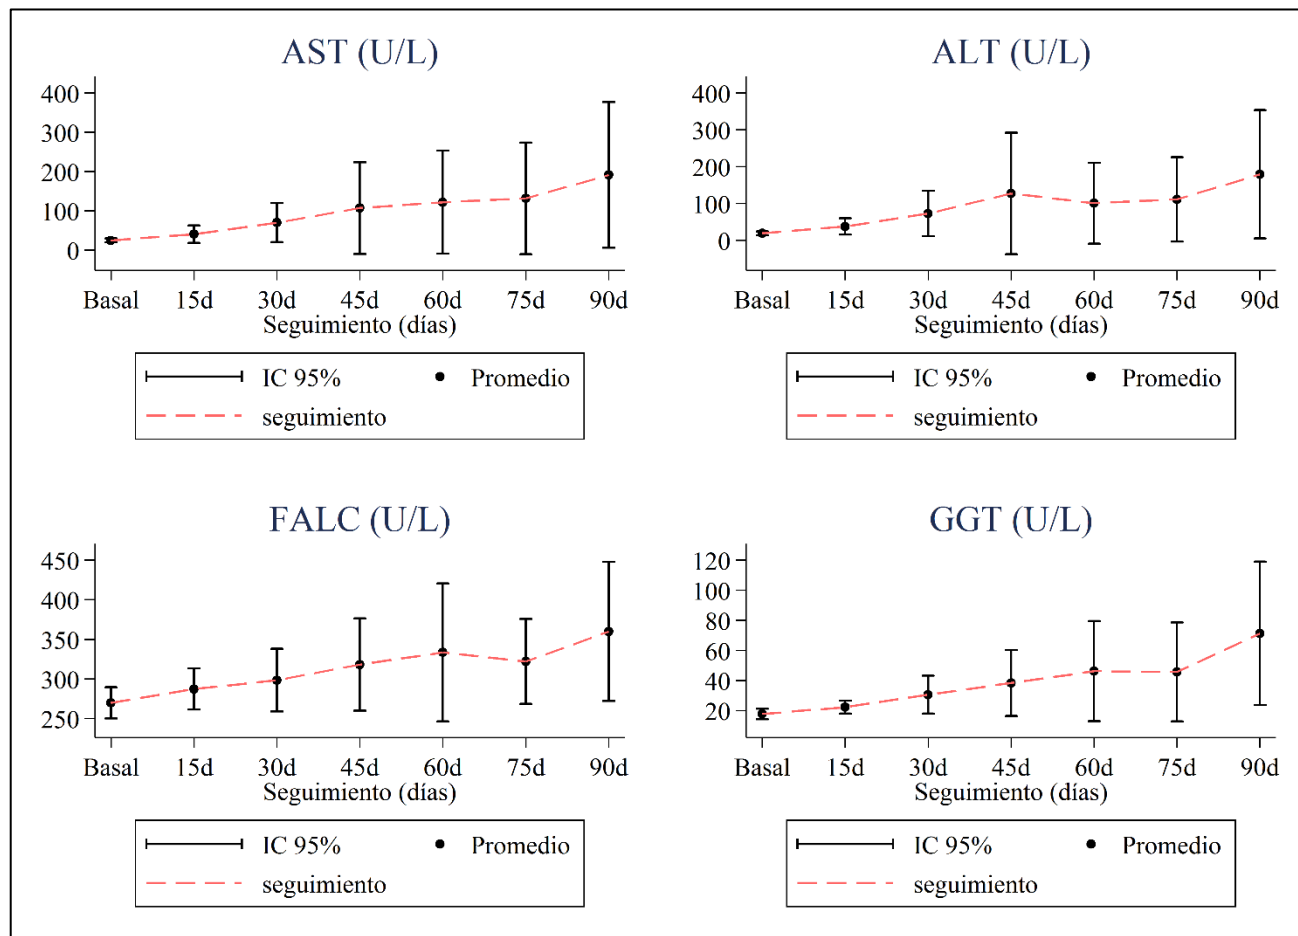 AST (U/L)
400
300
200
100
0
Basal 15d 30d 45d 60d 75d 90d
Seguimiento (días)
IC 95% Promedio
seguimiento
ALT (U/L)
400
300
200
100
0
Basal 15d 30d 45d 60d 75d 90d
Seguimiento (días)
IC 95% Promedio
seguimiento
FALC (U/L)
450
400
350
300
250
Basal 15d 30d 45d 60d 75d 90d
Seguimiento (días)
IC 95% Promedio
seguimiento
GGT (U/L)
120
100
80
60
40
20
Basal 15d 30d 45d 60d 75d 90d
Seguimiento (días)
IC 95% Promedio
seguimiento